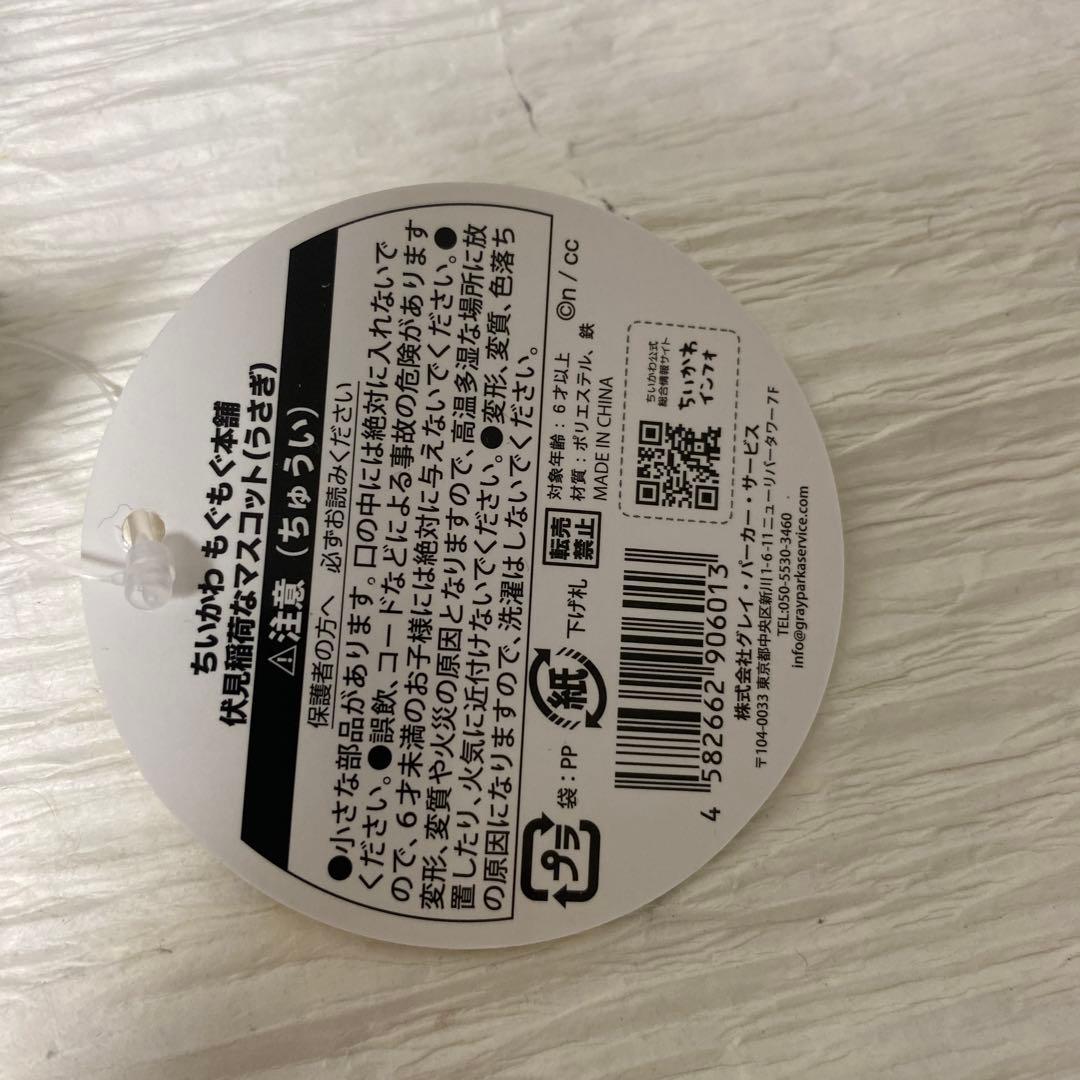 ちいかわ もぐもぐ本舗
伏見稲荷なマスコット(うさぎ)
⚠注意（ちゅうい）
保護者の方へ 必ずお読みください
●小さな部品があります。口の中には絶対に入れないで
ください。●誤飲、コードなどによる事故の危険があります
ので、6才未満のお子様には絶対に与えないでください。●
変形、変質や火災の原因となりますので、高温多湿な場所に放
置したり、火気に近付けないでください。●変形、変質、色落ち
の原因になりますので、洗濯はしないでください。
プラ 袋：PP 紙 下げ札
転売
禁止
対象年齢：6才以上
材質：ポリエステル、鉄
MADE IN CHINA
©n / cc
ちいかわ公式
総合情報サイト
ちいかわ
インフォ
4 582662 906013
株式会社グレイ・パーカー・サービス
〒104-0033 東京都中央区新川1-6-11ニューリバータワー7F
TEL:050-5530-3460
info@grayparkaservice.com